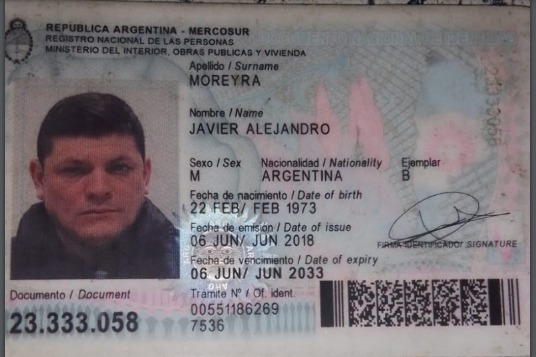 REPUBLICA ARGENTINA - MERCOSUR
REGISTRO NACIONAL DE LAS PERSONAS
MINISTERIO DEL INTERIOR, OBRAS PUBLICAS Y VIVIENDA
Apellido / Surname
MOREYRA
Nombre / Name
JAVIER ALEJANDRO
Sexo / Sex Nacionalidad / Nationality Ejemplar
M ARGENTINA B
Fecha de nacimiento / Date of birth
22 FEB/ FEB 1973
Fecha de emisión / Date of issue
06 JUN/ JUN 2018
FIRMA IDENTIFICADO/ SIGNATURE
Fecha de vencimiento / Date of expiry
06 JUN/ JUN 2033
Documento / Document
23.333.058
Tramite Nº / Of. ident.
00551186269
7536